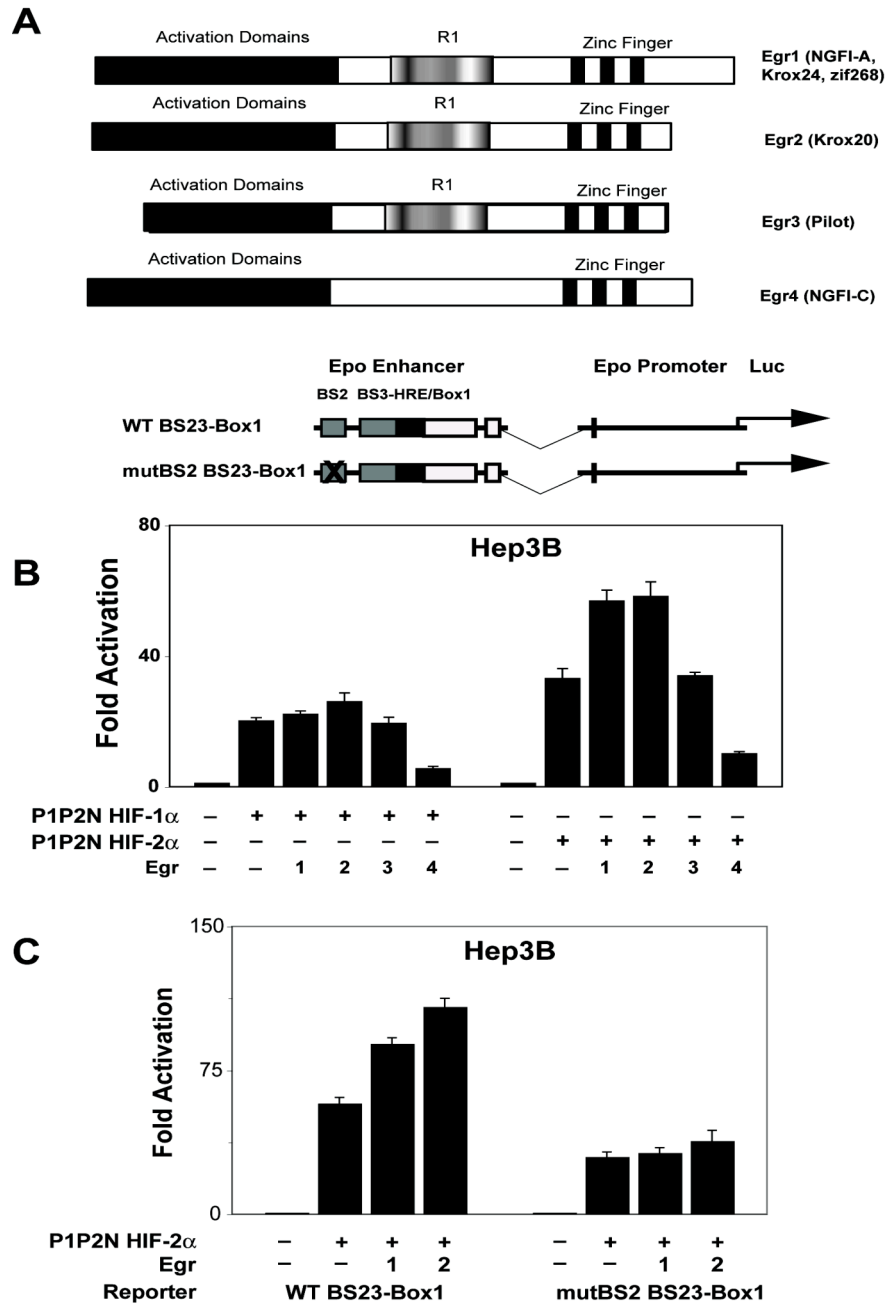 A
Activation Domains R1 Zinc Finger
Egr1 (NGFI-A,
Krox24, zif268)
Activation Domains R1 Zinc Finger
Egr2 (Krox20)
Activation Domains R1 Zinc Finger
Egr3 (Pilot)
Activation Domains Zinc Finger
Egr4 (NGFI-C)
Epo Enhancer Epo Promoter Luc
BS2 BS3-HRE/Box1
WT BS23-Box1
mutBS2 BS23-Box1
X
B
Hep3B
Fold Activation
80
40
0
P1P2N HIF-1α – + + + + + – – – – – –
P1P2N HIF-2α – – – – – – – + + + + +
Egr – – 1 2 3 4 – – 1 2 3 4
C
Hep3B
Fold Activation
150
75
0
P1P2N HIF-2α – + + + – + + +
Egr – – 1 2 – – 1 2
Reporter WT BS23-Box1 mutBS2 BS23-Box1